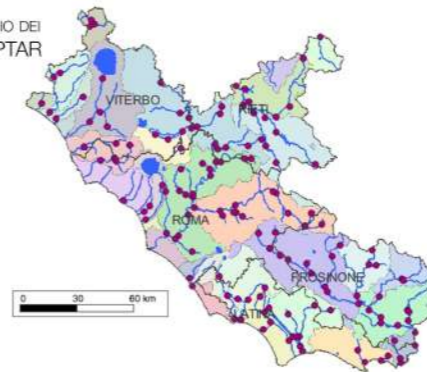 IO DEI
PTAR
VITERBO
RIETI
ROMA
FROSINONE
LATINA
0 30 60 km